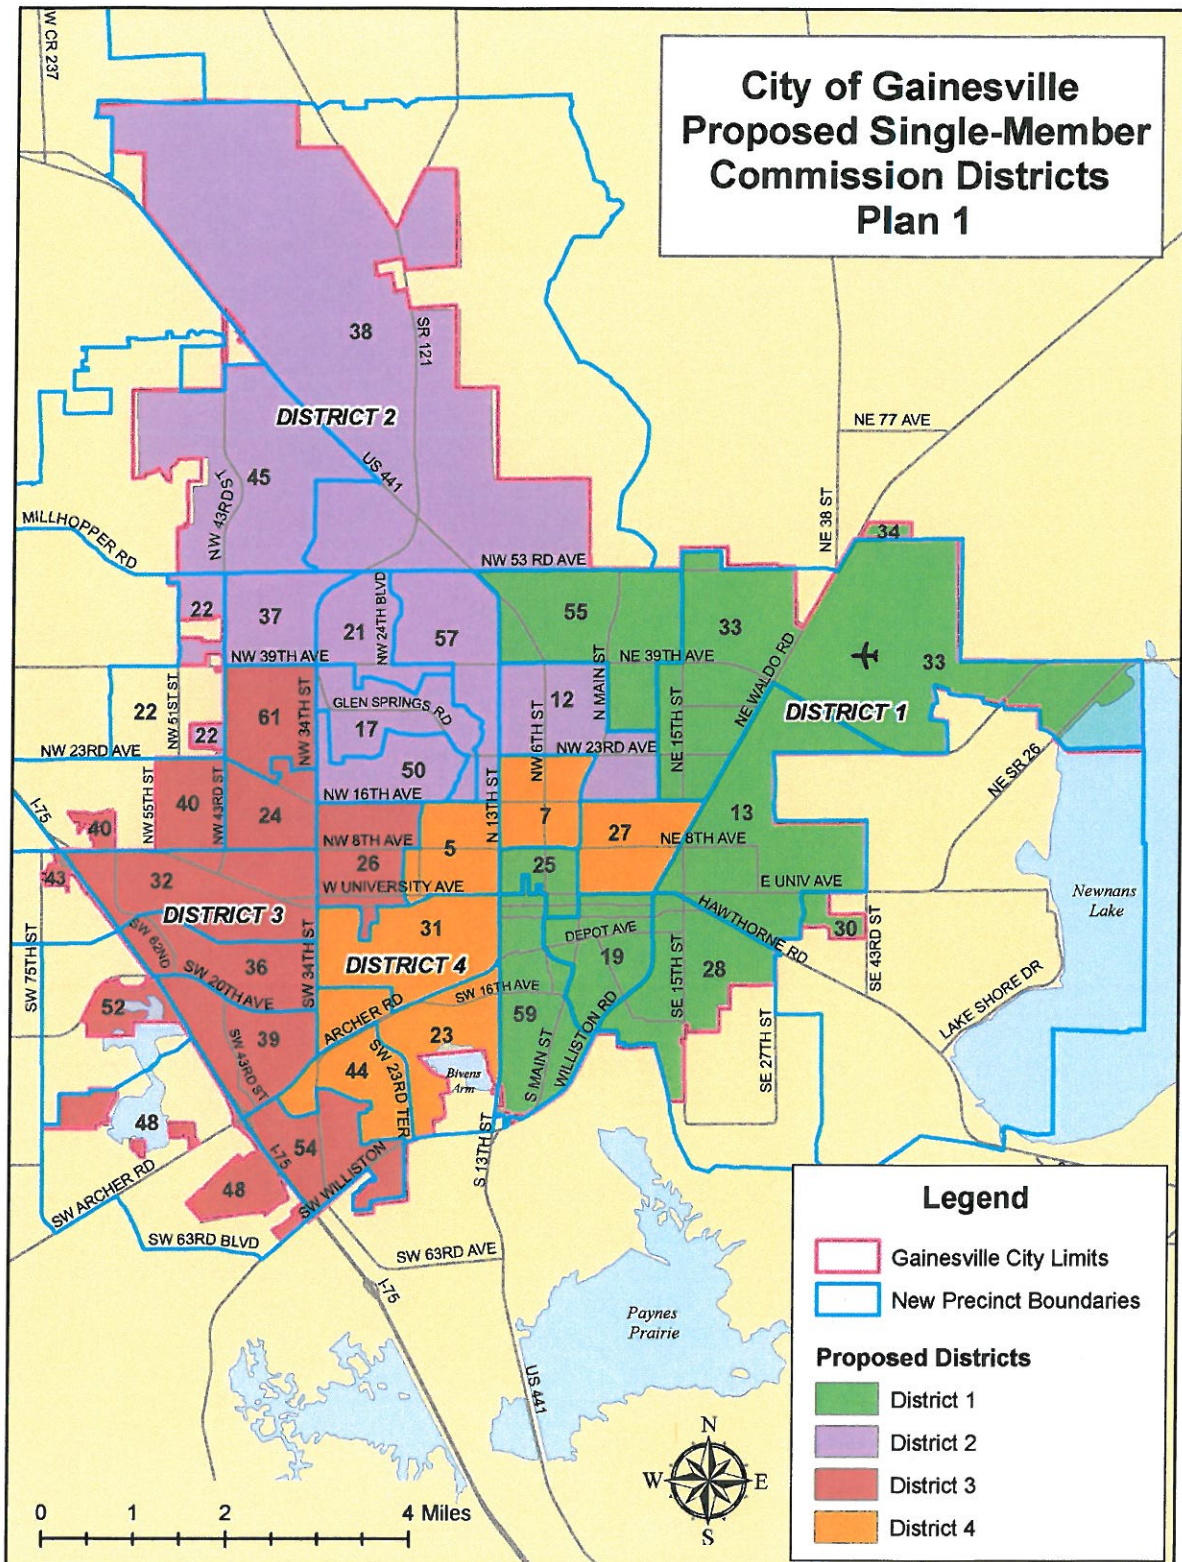 City of Gainesville
Proposed Single-Member
Commission Districts
Plan 1
NW CR 237
38
SR 121
DISTRICT 2
NE 77 AVE
US 441
45
NW 43RD ST
MILLHOPPER RD
NE 38 ST
34
NW 53 RD AVE
22
37
21
NW 24TH BLVD
57
55
33
NW 39TH AVE
N MAIN ST
NE 39TH AVE
NE WALDO RD
33
22
NW 51ST ST
61
NW 34TH ST
GLEN SPRINGS RD
17
12
NE 15TH ST
DISTRICT 1
22
NW 23RD AVE
NW 6TH ST
NW 23RD AVE
NE SR 26
50
NW 16TH AVE
N 13TH ST
I-75
NW 55TH ST
40
NW 43RD ST
24
40
NW 8TH AVE
7
27
NE 8TH AVE
13
5
43
32
26
25
W UNIVERSITY AVE
E UNIV AVE
Newnans
Lake
DISTRICT 3
31
HAWTHORNE RD
30
SW 75TH ST
SW 62ND
SW 34TH ST
DEPOT AVE
19
SE 15TH ST
28
SE 43RD ST
36
DISTRICT 4
SW 20TH AVE
ARCHER RD
SW 16TH AVE
LAKE SHORE DR
52
59
S MAIN ST
WILLISTON RD
39
SW 43RD ST
23
44
SW 23RD TER
Bivens
Arm
SE 27TH ST
48
54
I-75
S 13TH ST
SW ARCHER RD
48
SW WILLISTON
SW 63RD BLVD
SW 63RD AVE
I-75
Paynes
Prairie
US 441
Legend
Gainesville City Limits
New Precinct Boundaries
Proposed Districts
District 1
District 2
District 3
District 4
N
W E
S
0 1 2 4 Miles